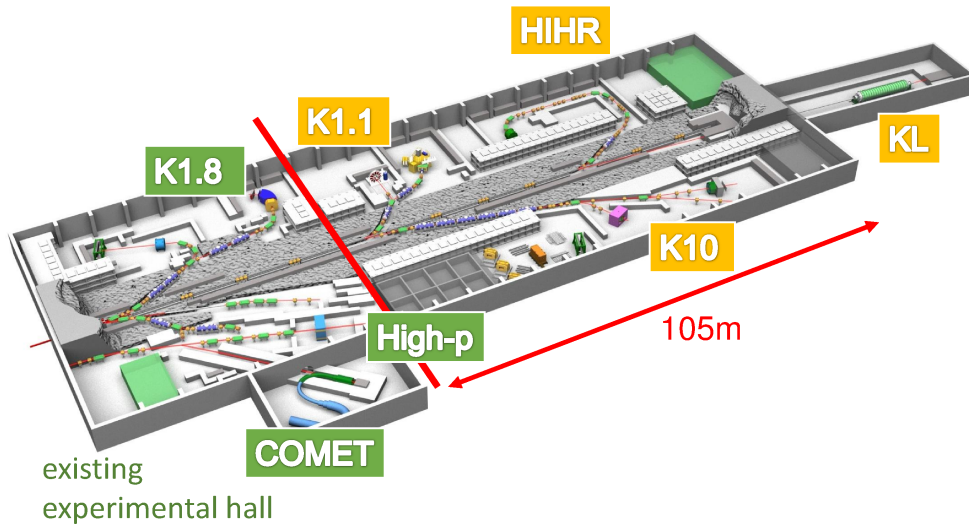 HIHR
K1.1
KL
K1.8
K10
105m
High-p
COMET
existing
experimental hall